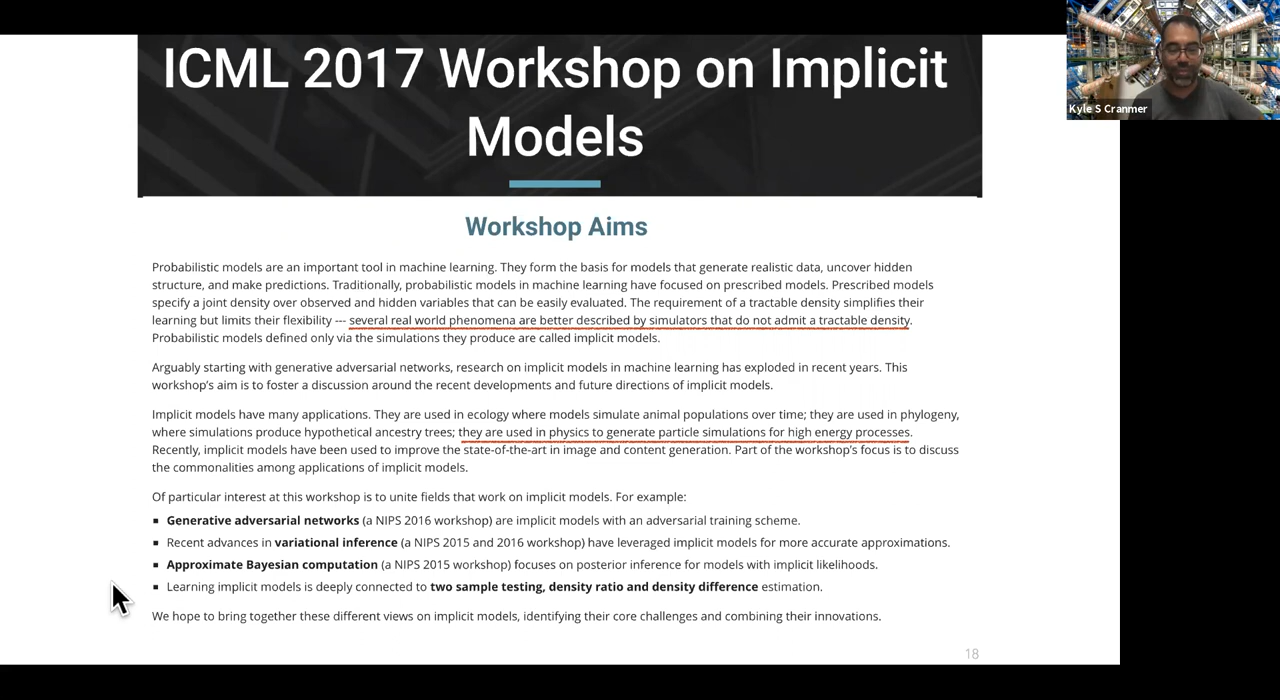 ICML 2017 Workshop on Implicit
Models
Kyle S Cranmer
Workshop Aims
Probabilistic models are an important tool in machine learning. They form the basis for models that generate realistic data, uncover hidden
structure, and make predictions. Traditionally, probabilistic models in machine learning have focused on prescribed models. Prescribed models
specify a joint density over observed and hidden variables that can be easily evaluated. The requirement of a tractable density simplifies their
learning but limits their flexibility --- several real world phenomena are better described by simulators that do not admit a tractable density.
Probabilistic models defined only via the simulations they produce are called implicit models.
Arguably starting with generative adversarial networks, research on implicit models in machine learning has exploded in recent years. This
workshop's aim is to foster a discussion around the recent developments and future directions of implicit models.
Implicit models have many applications. They are used in ecology where models simulate animal populations over time; they are used in phylogeny,
where simulations produce hypothetical ancestry trees; they are used in physics to generate particle simulations for high energy processes.
Recently, implicit models have been used to improve the state-of-the-art in image and content generation. Part of the workshop's focus is to discuss
the commonalities among applications of implicit models.
Of particular interest at this workshop is to unite fields that work on implicit models. For example:
▪ Generative adversarial networks (a NIPS 2016 workshop) are implicit models with an adversarial training scheme.
▪ Recent advances in variational inference (a NIPS 2015 and 2016 workshop) have leveraged implicit models for more accurate approximations.
▪ Approximate Bayesian computation (a NIPS 2015 workshop) focuses on posterior inference for models with implicit likelihoods.
▪ Learning implicit models is deeply connected to two sample testing, density ratio and density difference estimation.
We hope to bring together these different views on implicit models, identifying their core challenges and combining their innovations.
18